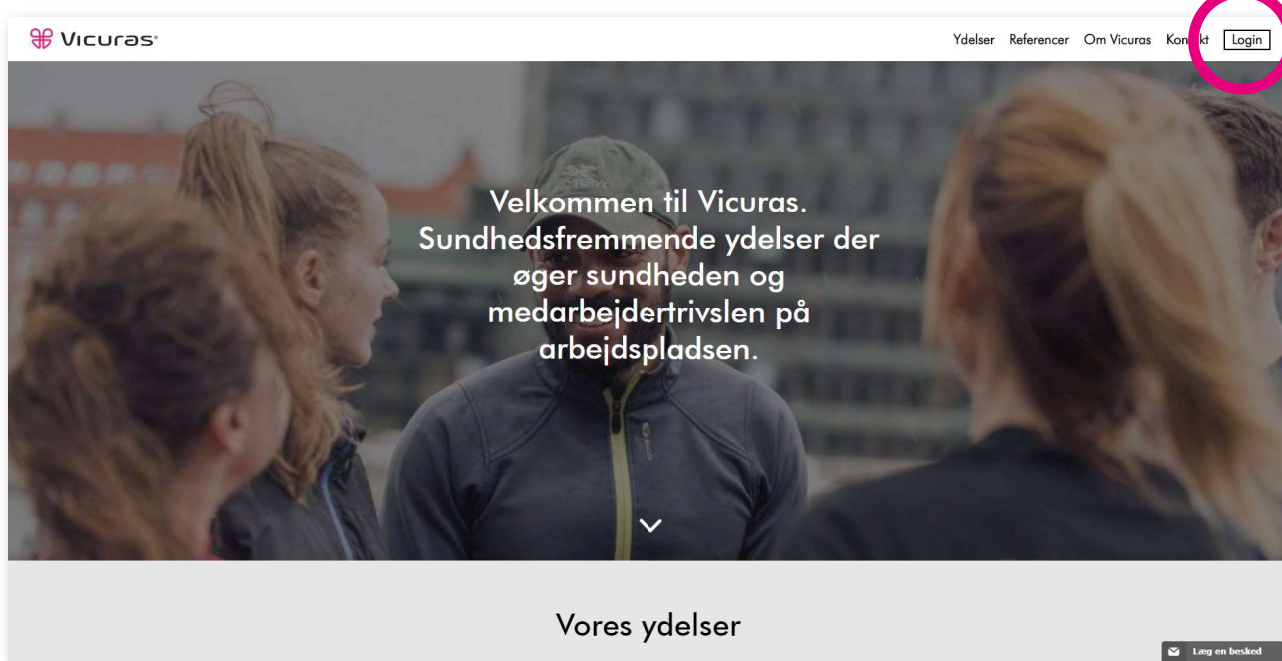 Vicuras®
Ydelser Referencer Om Vicuras Kontakt Login
Velkommen til Vicuras.
Sundhedsfremmende ydelser der
øger sundheden og
medarbejdertrivslen på
arbejdspladsen.
Vores ydelser
Læg en besked